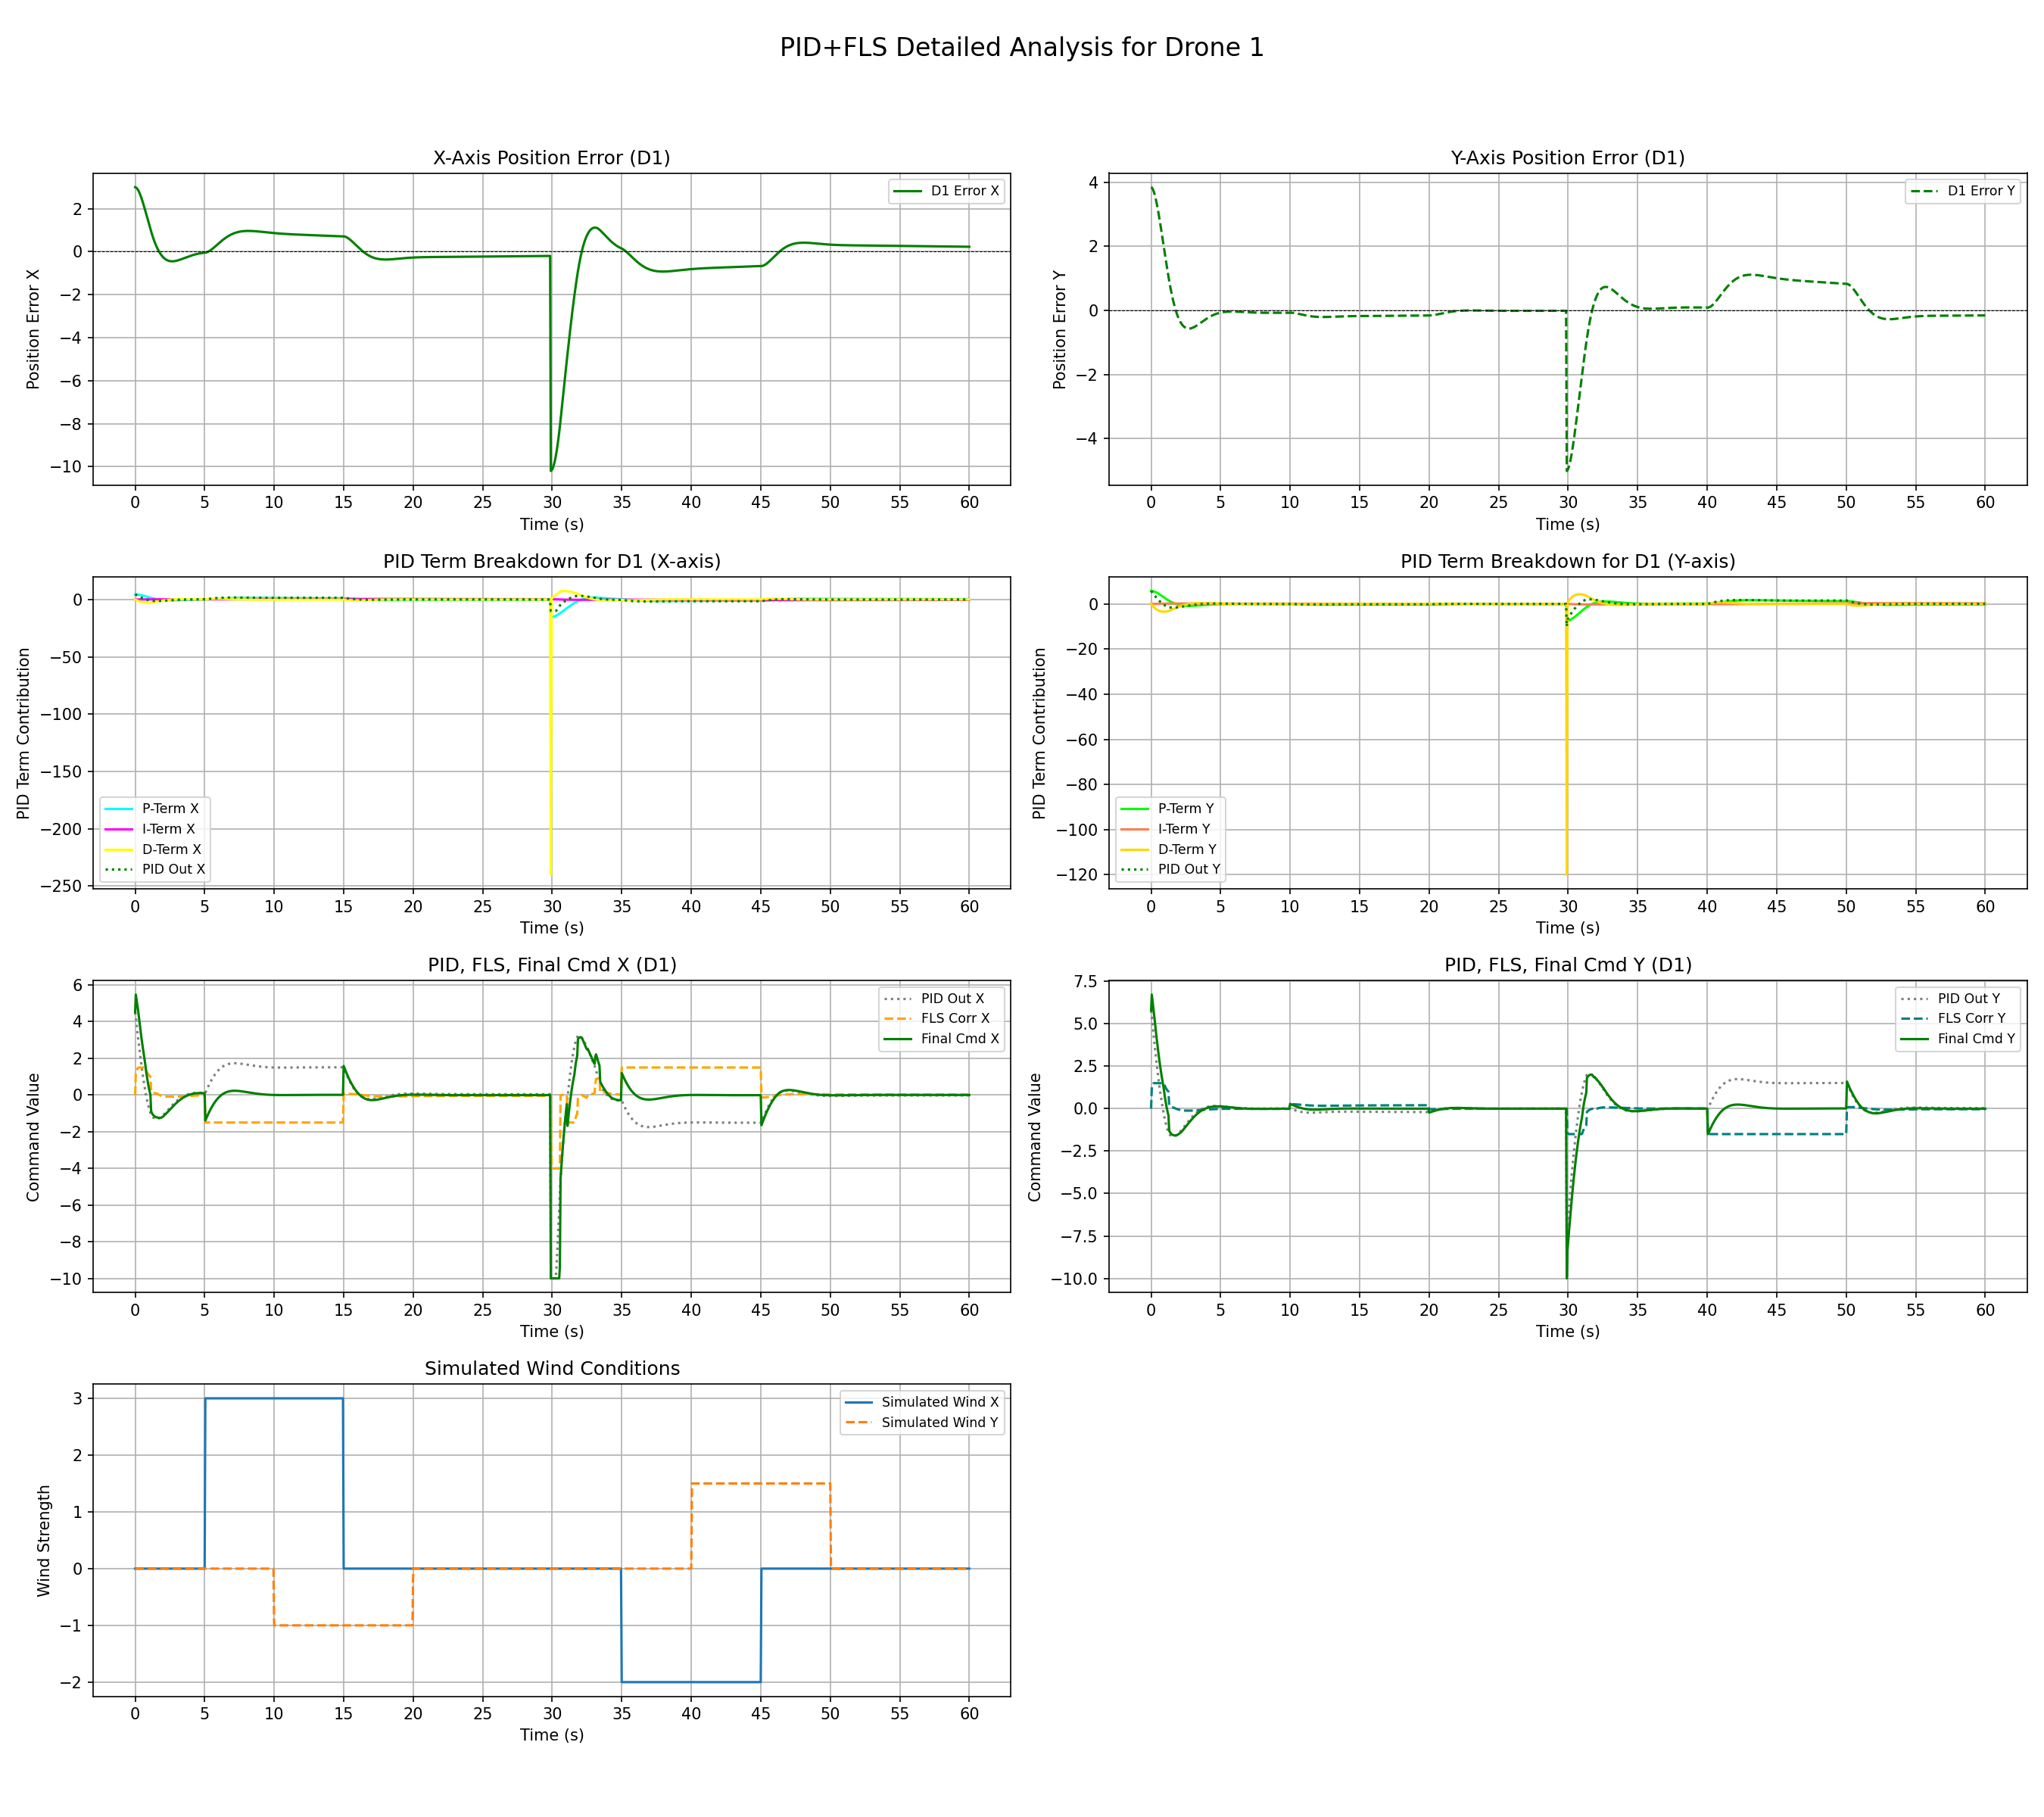 PID+FLS Detailed Analysis for Drone 1
X-Axis Position Error (D1)
Position Error X
2
0
−2
−4
−6
−8
−10
D1 Error X
0 5 10 15 20 25 30 35 40 45 50 55 60
Time (s)
Y-Axis Position Error (D1)
Position Error Y
4
2
0
−2
−4
D1 Error Y
0 5 10 15 20 25 30 35 40 45 50 55 60
Time (s)
PID Term Breakdown for D1 (X-axis)
PID Term Contribution
0
−50
−100
−150
−200
−250
P-Term X
I-Term X
D-Term X
PID Out X
0 5 10 15 20 25 30 35 40 45 50 55 60
Time (s)
PID Term Breakdown for D1 (Y-axis)
PID Term Contribution
0
−20
−40
−60
−80
−100
−120
P-Term Y
I-Term Y
D-Term Y
PID Out Y
0 5 10 15 20 25 30 35 40 45 50 55 60
Time (s)
PID, FLS, Final Cmd X (D1)
Command Value
6
4
2
0
−2
−4
−6
−8
−10
PID Out X
FLS Corr X
Final Cmd X
0 5 10 15 20 25 30 35 40 45 50 55 60
Time (s)
PID, FLS, Final Cmd Y (D1)
Command Value
7.5
5.0
2.5
0.0
−2.5
−5.0
−7.5
−10.0
PID Out Y
FLS Corr Y
Final Cmd Y
0 5 10 15 20 25 30 35 40 45 50 55 60
Time (s)
Simulated Wind Conditions
Wind Strength
3
2
1
0
−1
−2
Simulated Wind X
Simulated Wind Y
0 5 10 15 20 25 30 35 40 45 50 55 60
Time (s)